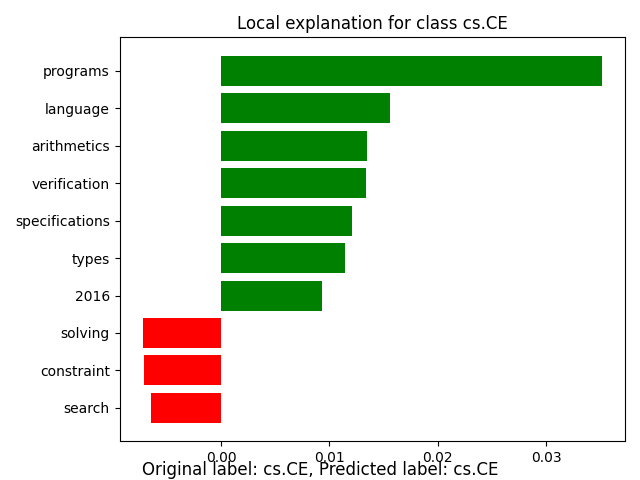 Local explanation for class cs.CE
programs
language
arithmetics
verification
specifications
types
2016
solving
constraint
search
0.00 0.01 0.02 0.03
Original label: cs.CE, Predicted label: cs.CE